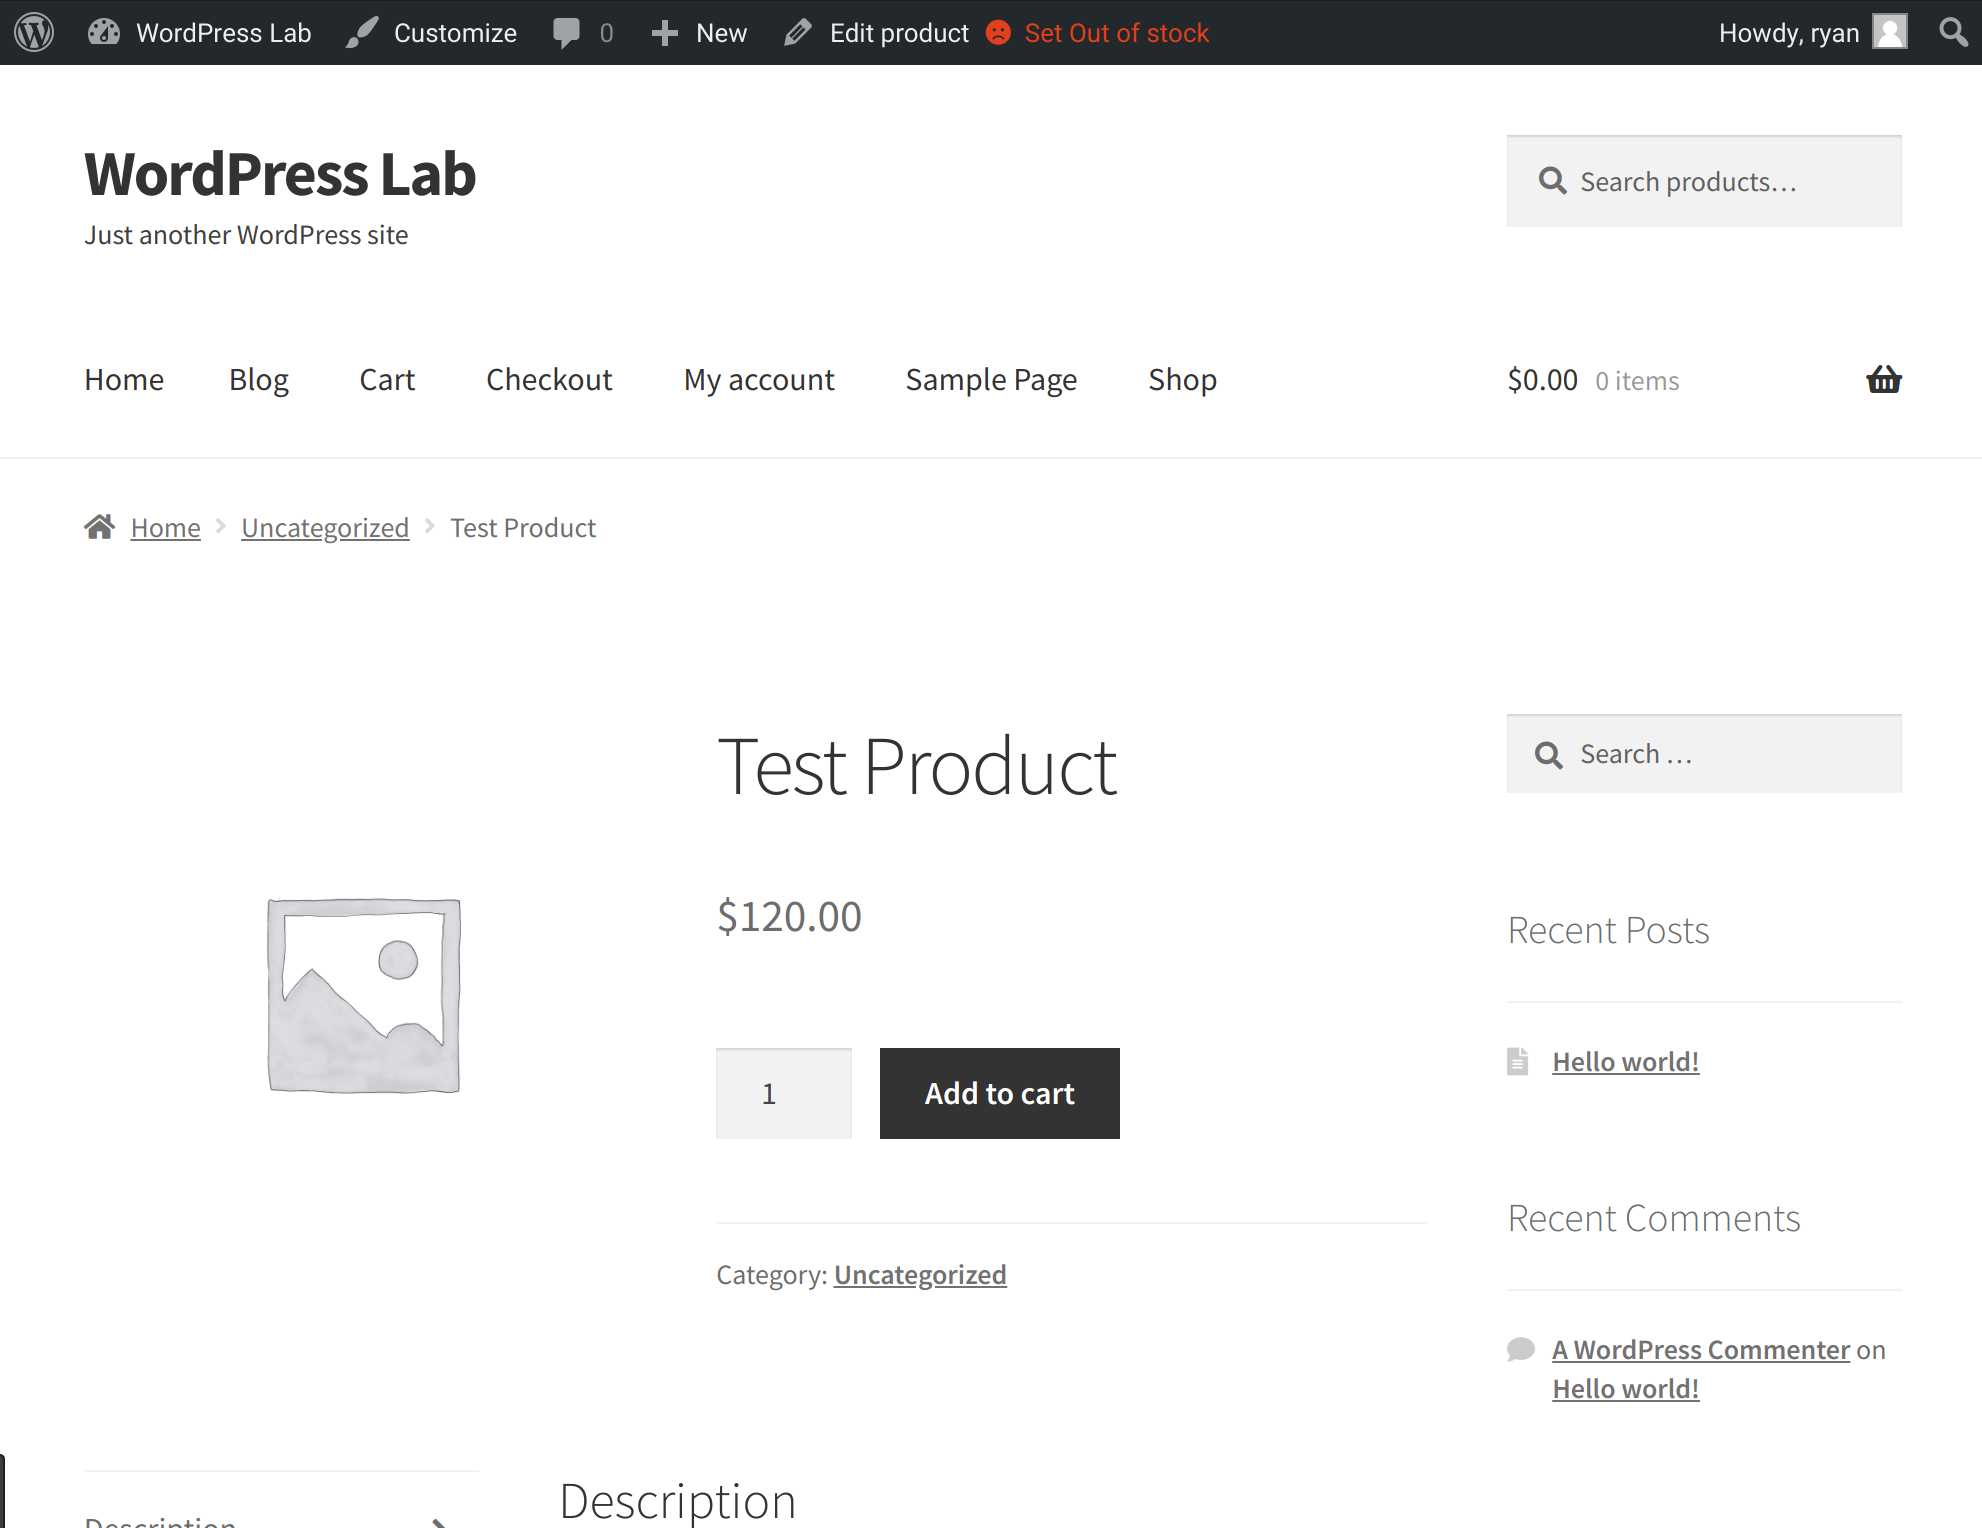 WordPress Lab Customize 0 New Edit product Set Out of stock Howdy, ryan
WordPress Lab
Just another WordPress site
Search products…
Home Blog Cart Checkout My account Sample Page Shop
$0.00 0 items
Home Uncategorized Test Product
Test Product
$120.00
1 Add to cart
Category: Uncategorized
Search …
Recent Posts
Hello world!
Recent Comments
A WordPress Commenter on
Hello world!
Description
Description